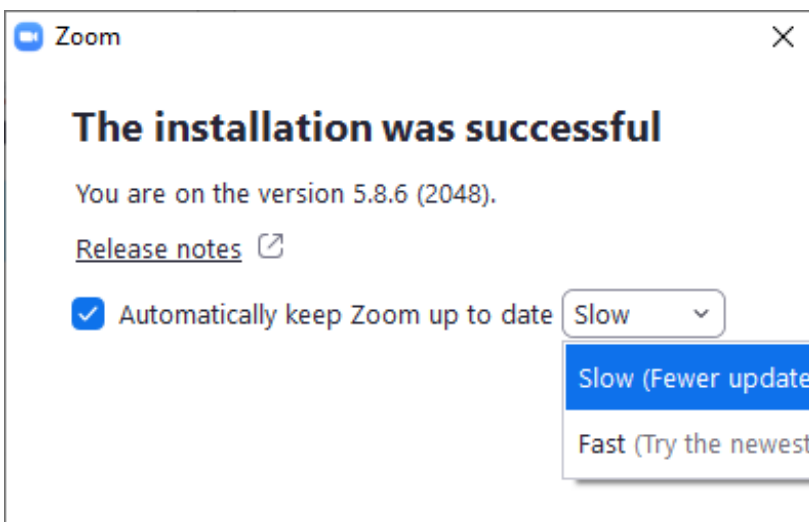 Zoom
The installation was successful
You are on the version 5.8.6 (2048).
Release notes
Automatically keep Zoom up to date Slow
Slow (Fewer update
Fast (Try the newest